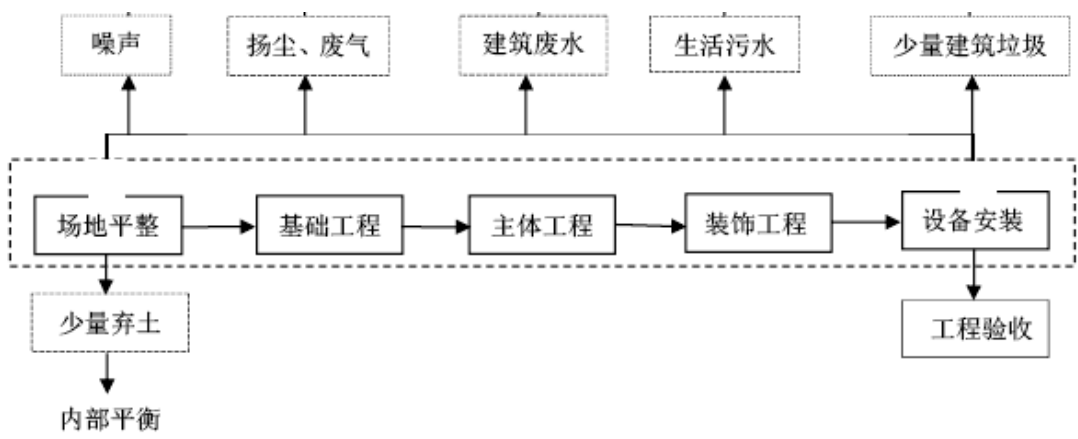 噪声 扬尘、废气 建筑废水 生活污水 少量建筑垃圾
场地平整 基础工程 主体工程 装饰工程 设备安装
少量弃土 工程验收
内部平衡